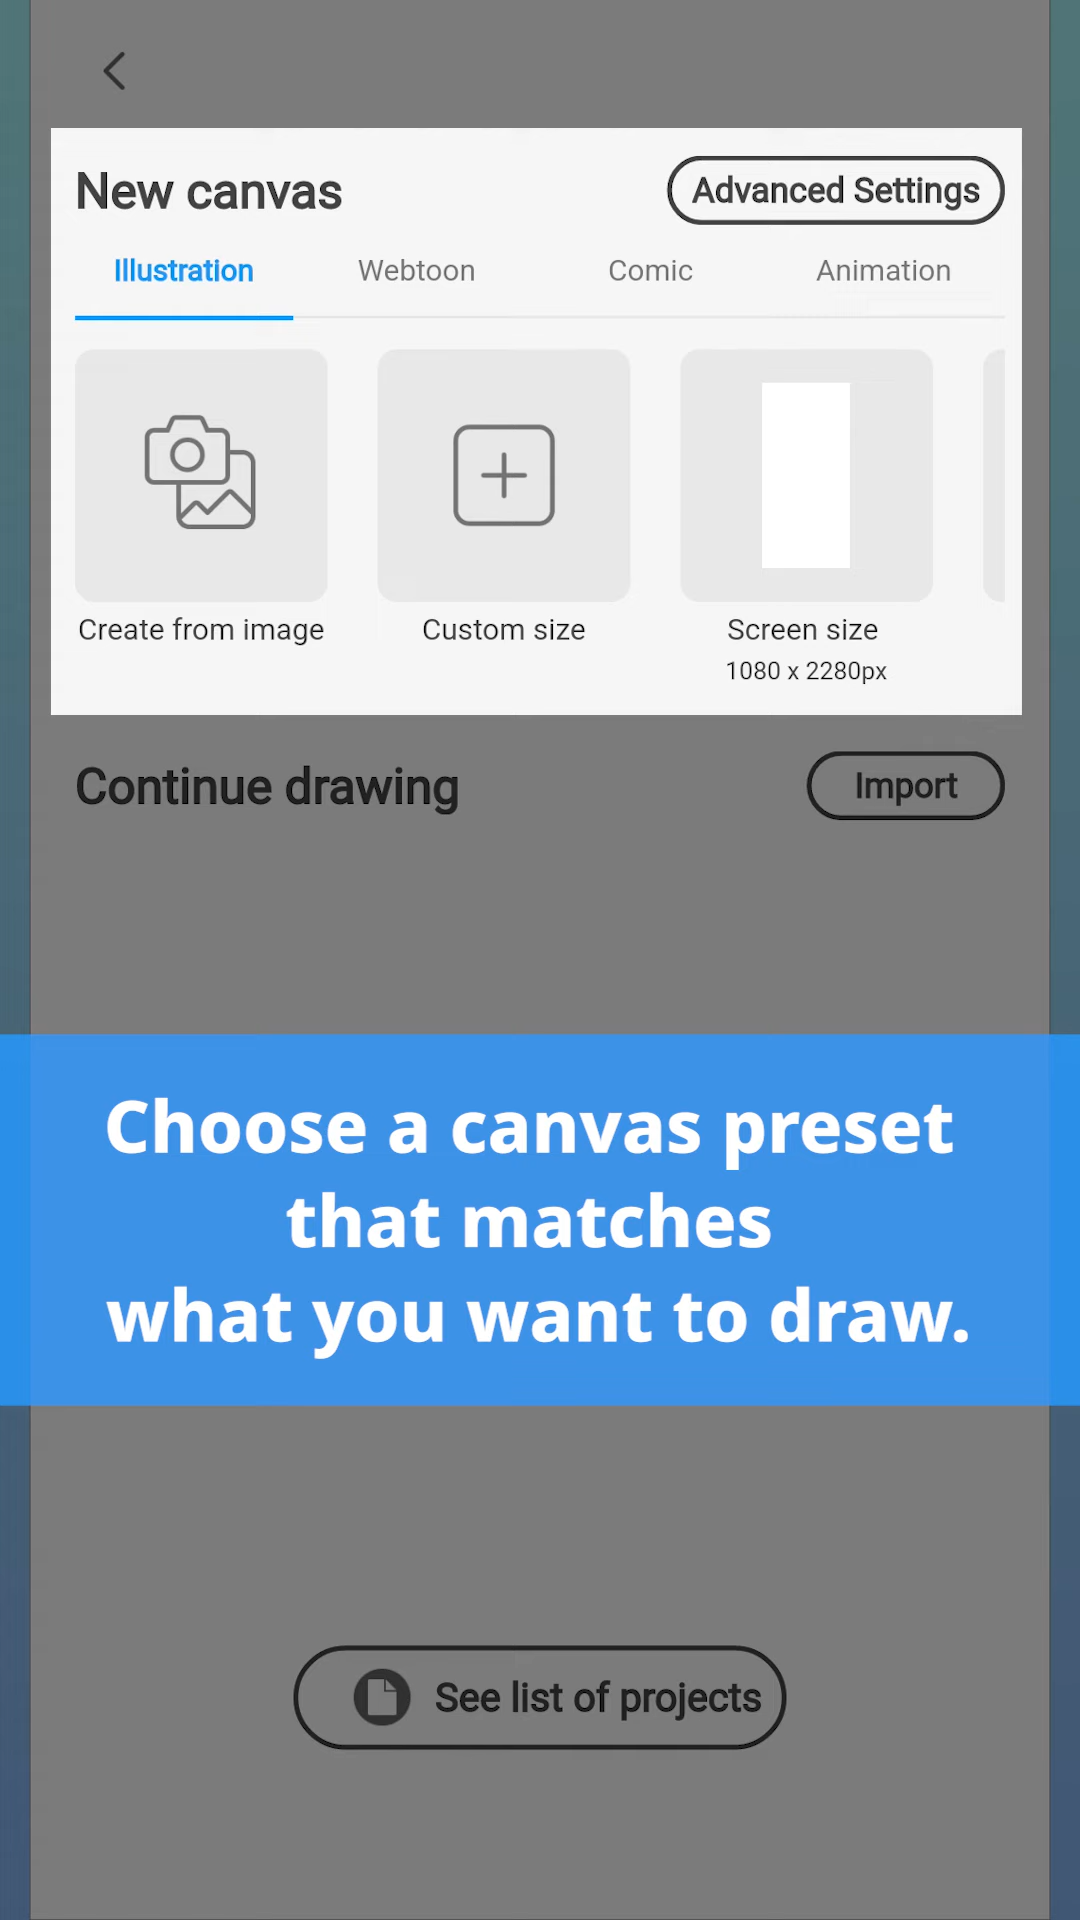 New canvas
Advanced Settings
Illustration
Webtoon
Comic
Animation
Create from image
Custom size
Screen size
1080 x 2280px
Continue drawing
Import
Choose a canvas preset
that matches
what you want to draw.
See list of projects